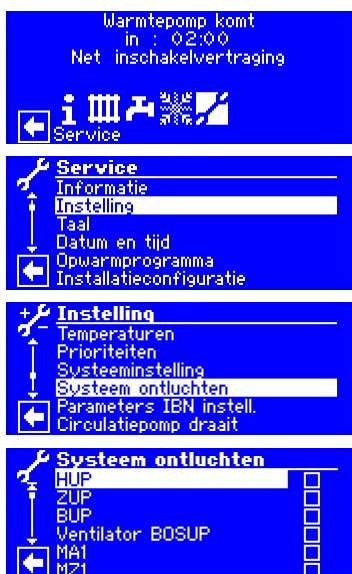 Warmtepomp komt
in : 02:00
Net inschakelvertraging
Service
Service
Informatie
Instelling
Taal
Datum en tijd
Opwarmprogramma
Installatieconfiguratie
Instelling
Temperaturen
Prioriteiten
Systeeminstelling
Systeem ontluchten
Parameters IBN instell.
Circulatiepomp draait
Systeem ontluchten
HUP
ZUP
BUP
Ventilator BOSUP
MA1
MZ1